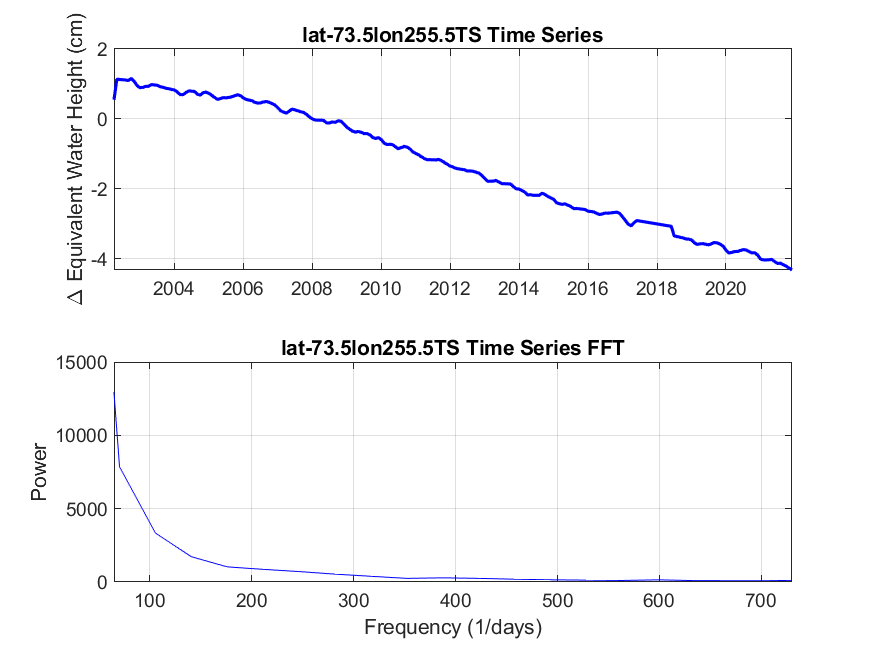 lat-73.5lon255.5TS Time Series
Δ Equivalent Water Height (cm)
2
0
-2
-4
2004 2006 2008 2010 2012 2014 2016 2018 2020
lat-73.5lon255.5TS Time Series FFT
Power
15000
10000
5000
0
100 200 300 400 500 600 700
Frequency (1/days)